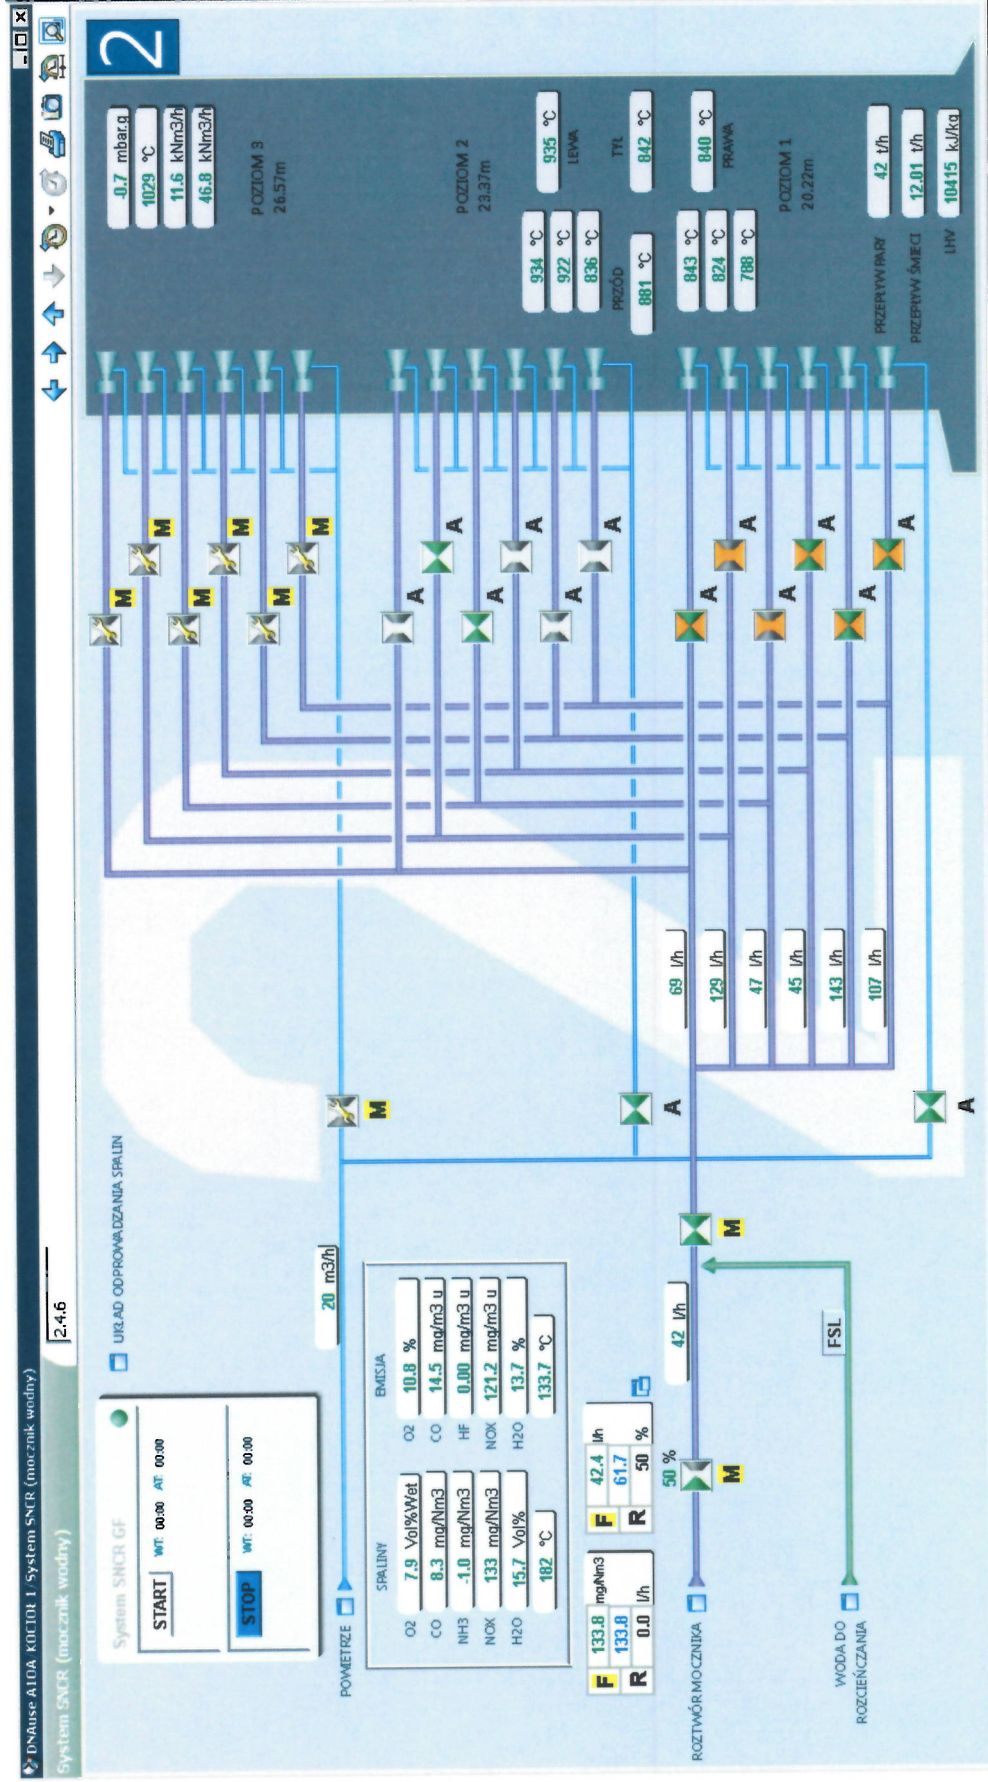 DNAuse A10A/KOCIOŁ 1/System SNCR (mocznik wodny)
System SNCR (mocznik wodny)
2.4.6
2
System SNCR GF
START
WT: 00:00 AT: 00:00
STOP
WT: 00:00 AT: 00:00
UKŁAD ODPROWADZANIA SPALIN
POWIETRZE
20 m3/h
M
SPALINY
O2 7.9 Vol%Wet
CO 8.3 mg/Nm3
NH3 -1.0 mg/Nm3
NOX 133 mg/Nm3
H2O 15.7 Vol%
182 °C
EMISJA
O2 10.8 %
CO 14.5 mg/m3 u
HF 0.00 mg/m3 u
NOX 121.2 mg/m3 u
H2O 13.7 %
133.7 °C
F 133.8 mg/Nm3
133.8
R 0.0 l/h
F 42.4 l/h
61.7
R 50 %
50 %
M
ROZTWÓR MOCZNIKA
42 l/h
M
WODA DO
ROZCIEŃCZANIA
FSL
A
A
69 l/h
129 l/h
47 l/h
45 l/h
143 l/h
107 l/h
M
M
M
M
M
M
A
A
A
A
A
A
A
A
A
A
A
A
-0.7 mbar.g
1029 °C
11.6 kNm3/h
46.8 kNm3/h
POZIOM 3
26.57m
POZIOM 2
23.37m
934 °C
922 °C
836 °C
935 °C
LEWA
PRZÓD
881 °C
TYŁ
842 °C
843 °C
824 °C
788 °C
840 °C
PRAWA
POZIOM 1
20.22m
PRZEPŁYW PARY 42 t/h
PRZEPŁYW ŚMIECI 12.01 t/h
LHV 10415 kJ/kg